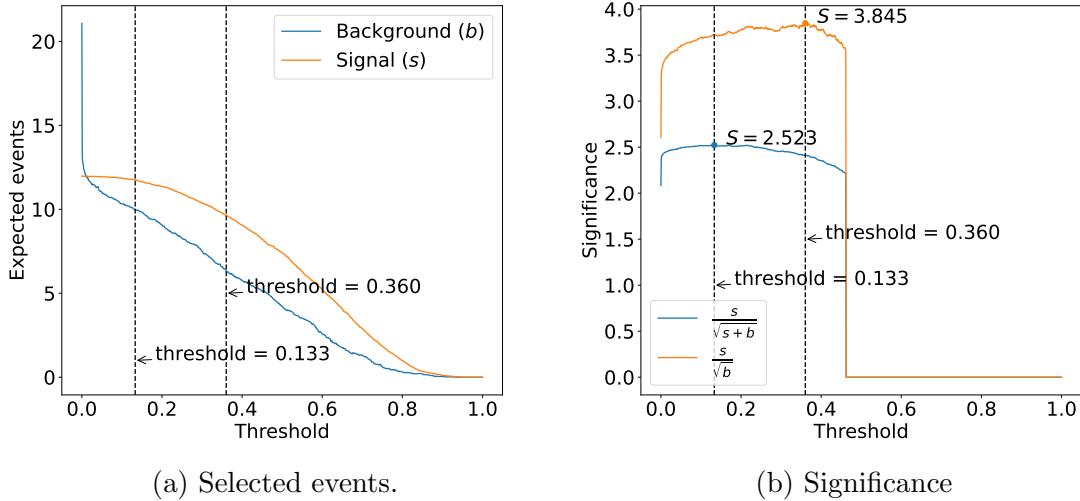 20
15
10
5
0
Expected events
Background (b)
Signal (s)
threshold = 0.360
threshold = 0.133
0.0 0.2 0.4 0.6 0.8 1.0
Threshold
(a) Selected events.
4.0
3.5
3.0
2.5
2.0
1.5
1.0
0.5
0.0
Significance
S = 3.845
S = 2.523
threshold = 0.360
threshold = 0.133
s/√(s + b)
s/√b
0.0 0.2 0.4 0.6 0.8 1.0
Threshold
(b) Significance